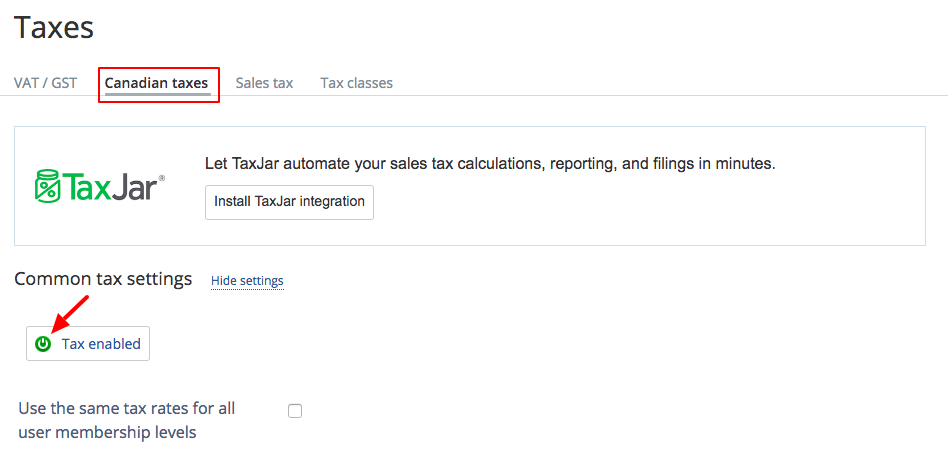 Taxes
VAT / GST Canadian taxes Sales tax Tax classes
TaxJar®
Let TaxJar automate your sales tax calculations, reporting, and filings in minutes.
Install TaxJar integration
Common tax settings Hide settings
Tax enabled
Use the same tax rates for all
user membership levels